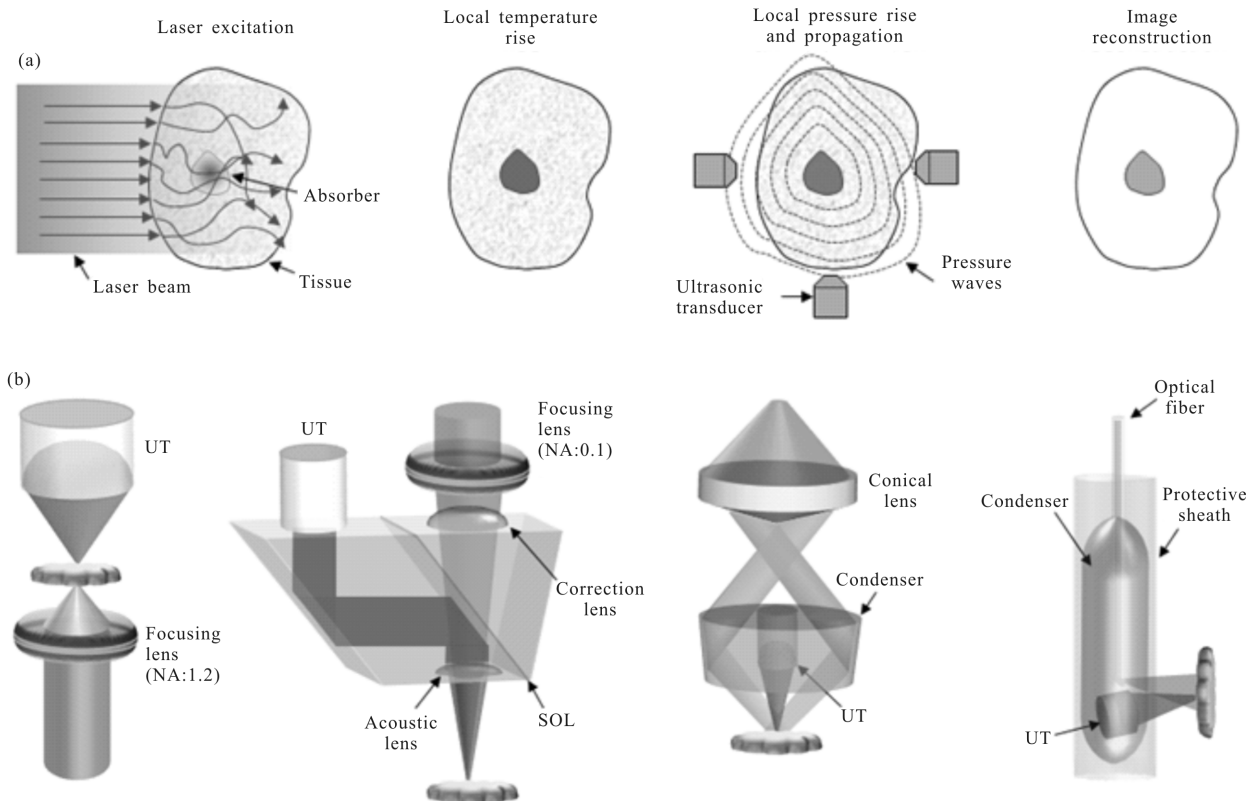 Laser excitation
Local temperature
rise
Local pressure rise
and propagation
Image
reconstruction
(a)
Absorber
Tissue
Laser beam
Ultrasonic
transducer
Pressure
waves
(b)
UT
Focusing
lens
(NA:1.2)
UT
Focusing
lens
(NA:0.1)
Correction
lens
Acoustic
lens
SOL
Conical
lens
Condenser
UT
Optical
fiber
Condenser
Protective
sheath
UT